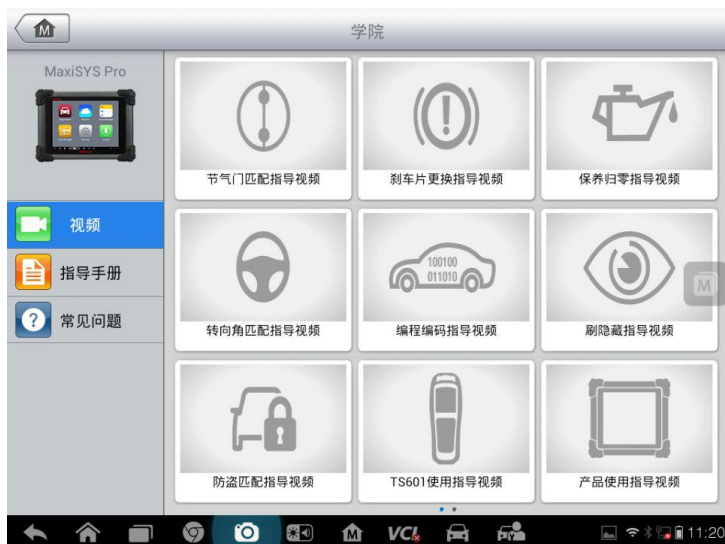 M
学院
MaxiSYS Pro
视频
指导手册
? 常见问题
节气门匹配指导视频
刹车片更换指导视频
保养归零指导视频
转向角匹配指导视频
100100
011010
编程编码指导视频
刷隐藏指导视频
M
防盗匹配指导视频
TS601使用指导视频
产品使用指导视频
M
VCI
11:20